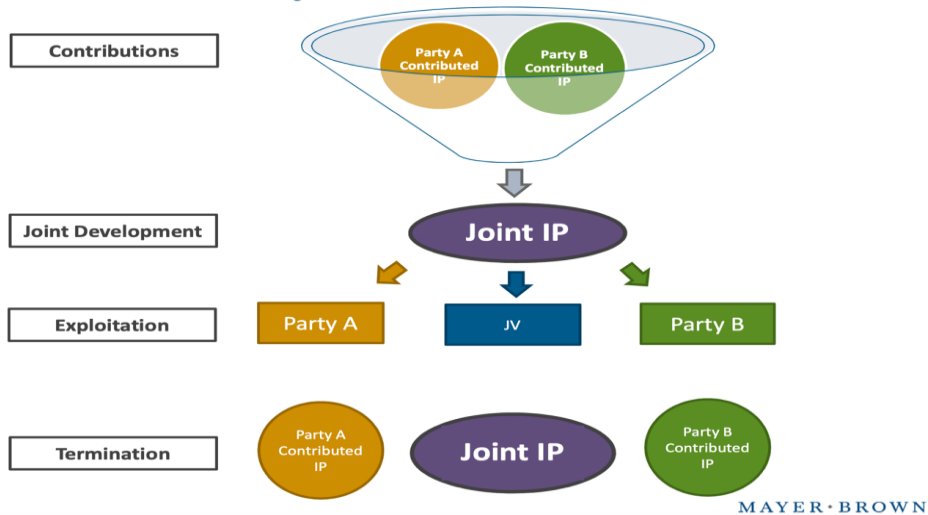 Contributions
Party A
Contributed
IP
Party B
Contributed
IP
Joint Development
Joint IP
Exploitation
Party A
JV
Party B
Termination
Party A
Contributed
IP
Joint IP
Party B
Contributed
IP
MAYER • BROWN